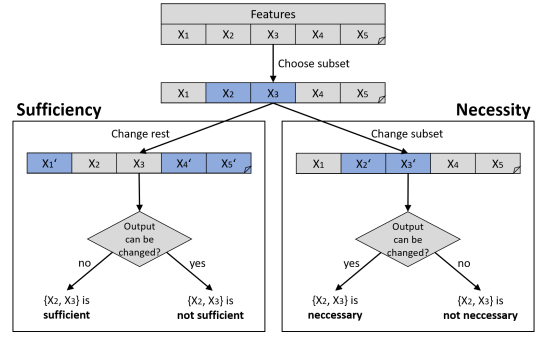 Features
X1 X2 X3 X4 X5
Choose subset
X1 X2 X3 X4 X5
Sufficiency
Necessity
Change rest
Change subset
X1‘ X2 X3 X4‘ X5‘
X1 X2‘ X3‘ X4 X5
Output
can be
changed?
no
yes
{X2, X3} is
sufficient
{X2, X3} is
not sufficient
Output
can be
changed?
yes
no
{X2, X3} is
neccessary
{X2, X3} is
not neccessary